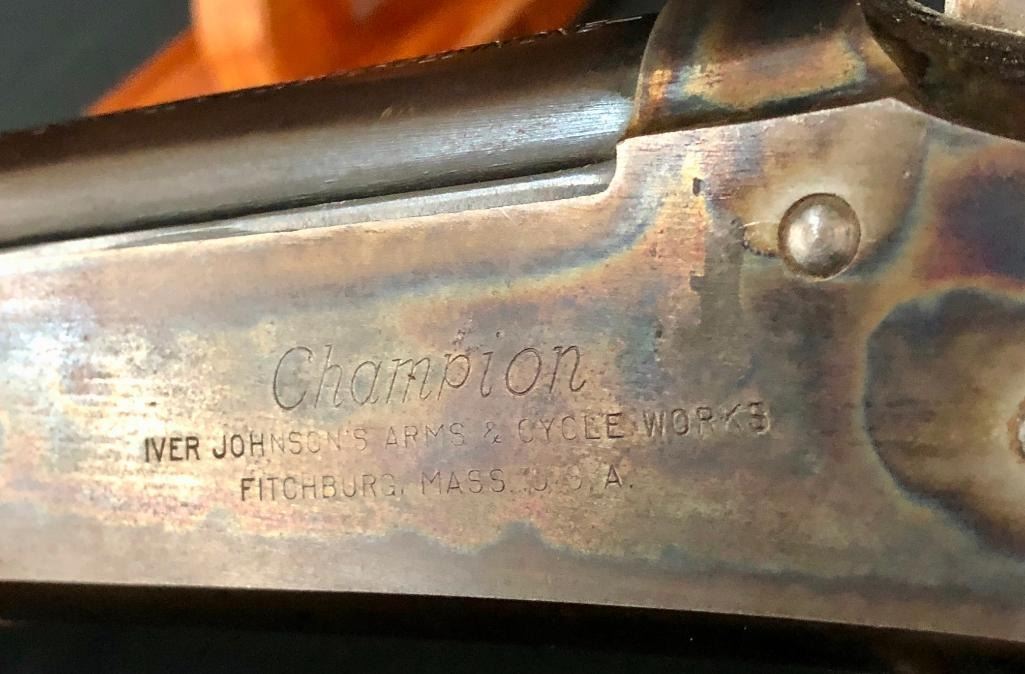 Champion
IVER JOHNSON'S ARMS & CYCLE WORKS
FITCHBURG, MASS. U.S.A.